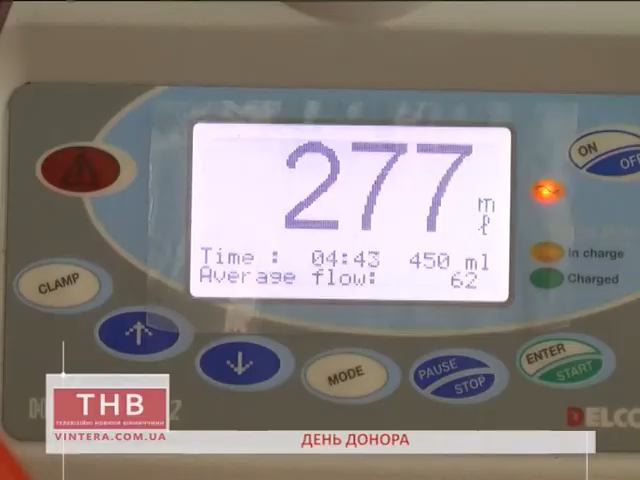 277
ml
Time : 04:43 450 ml
Average flow: 62
ON
OFF
In charge
Charged
CLAMP
MODE
PAUSE
STOP
ENTER
START
DELCO
ТНВ
ТЕЛЕВІЗІЙНІ НОВИНИ ВІННИЧЧИНИ
VINTERA.COM.UA
ДЕНЬ ДОНОРА